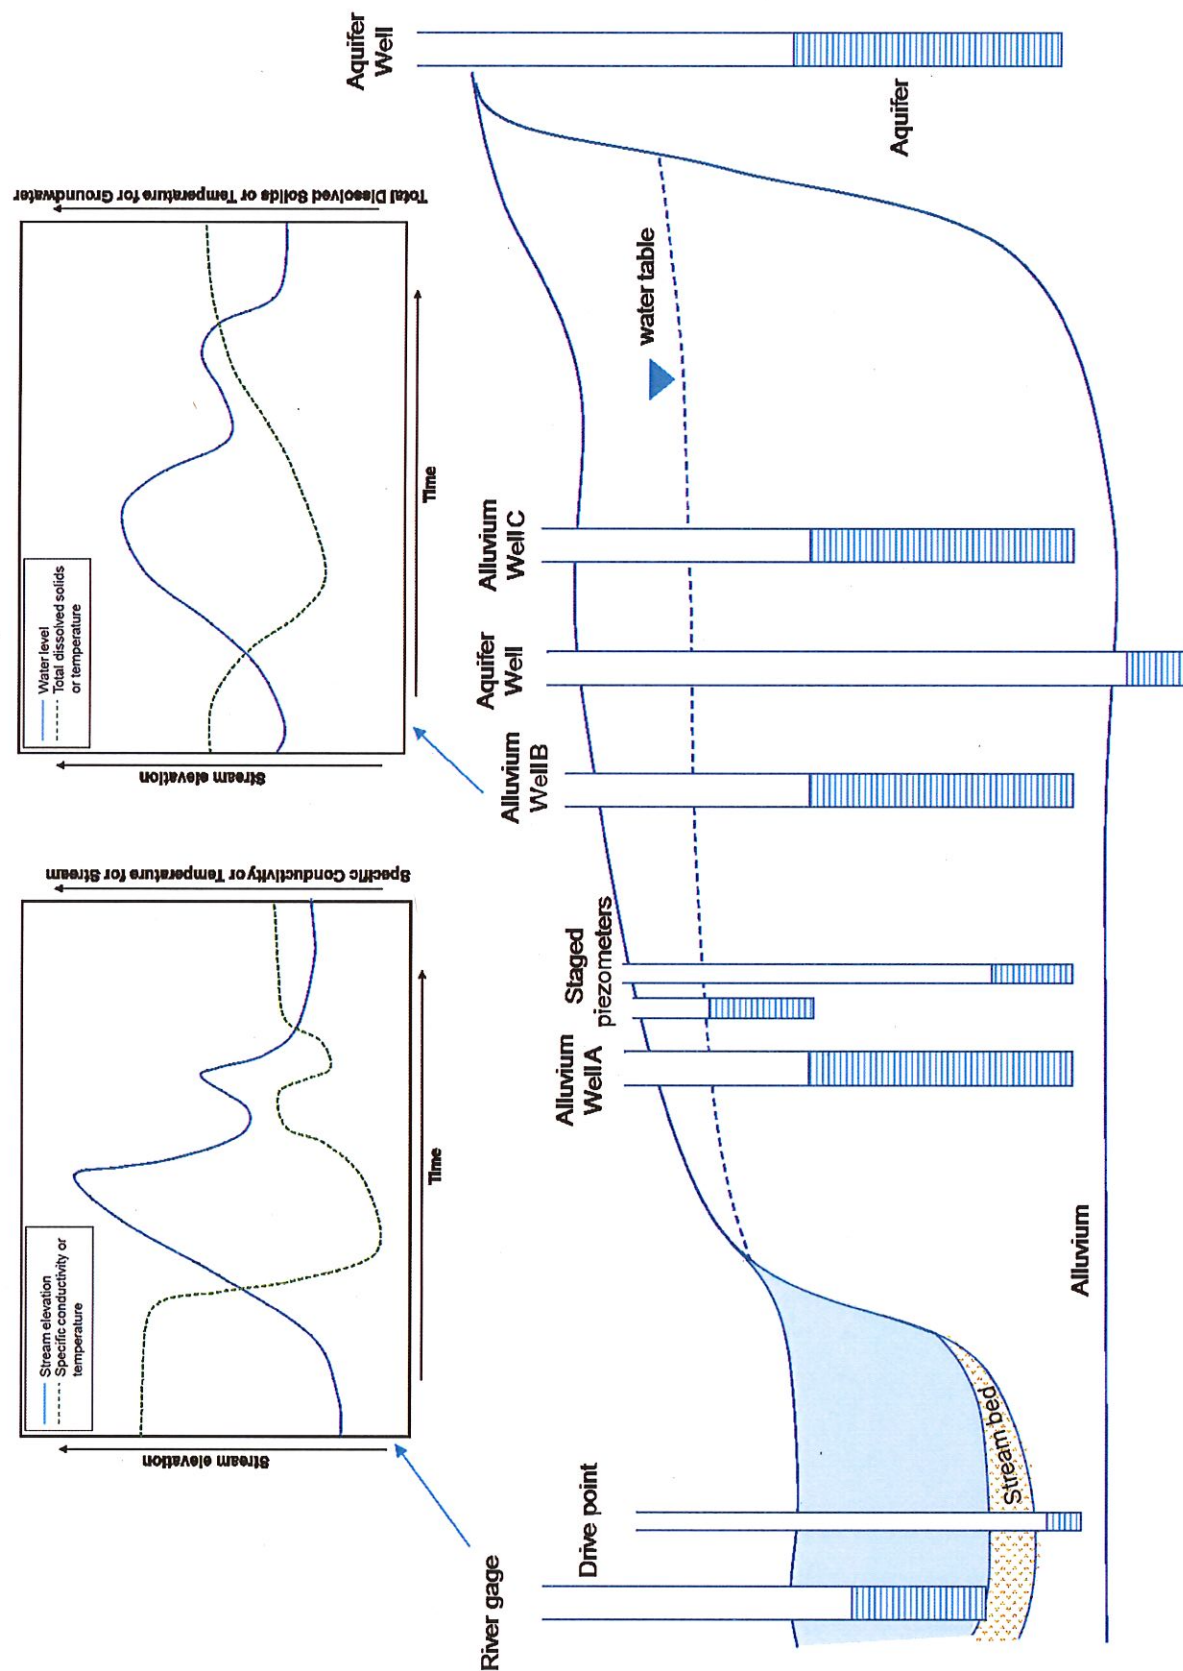 Stream elevation
Specific conductivity or
temperature
Stream elevation
Specific Conductivity or Temperature for Stream
Time
Water level
Total dissolved solids
or temperature
Stream elevation
Total Dissolved Solids or Temperature for Groundwater
Time
River gage
Drive point
Alluvium
Well A
Staged
piezometers
Alluvium
Well B
Aquifer
Well
Alluvium
Well C
Aquifer
Well
water table
Stream bed
Alluvium
Aquifer